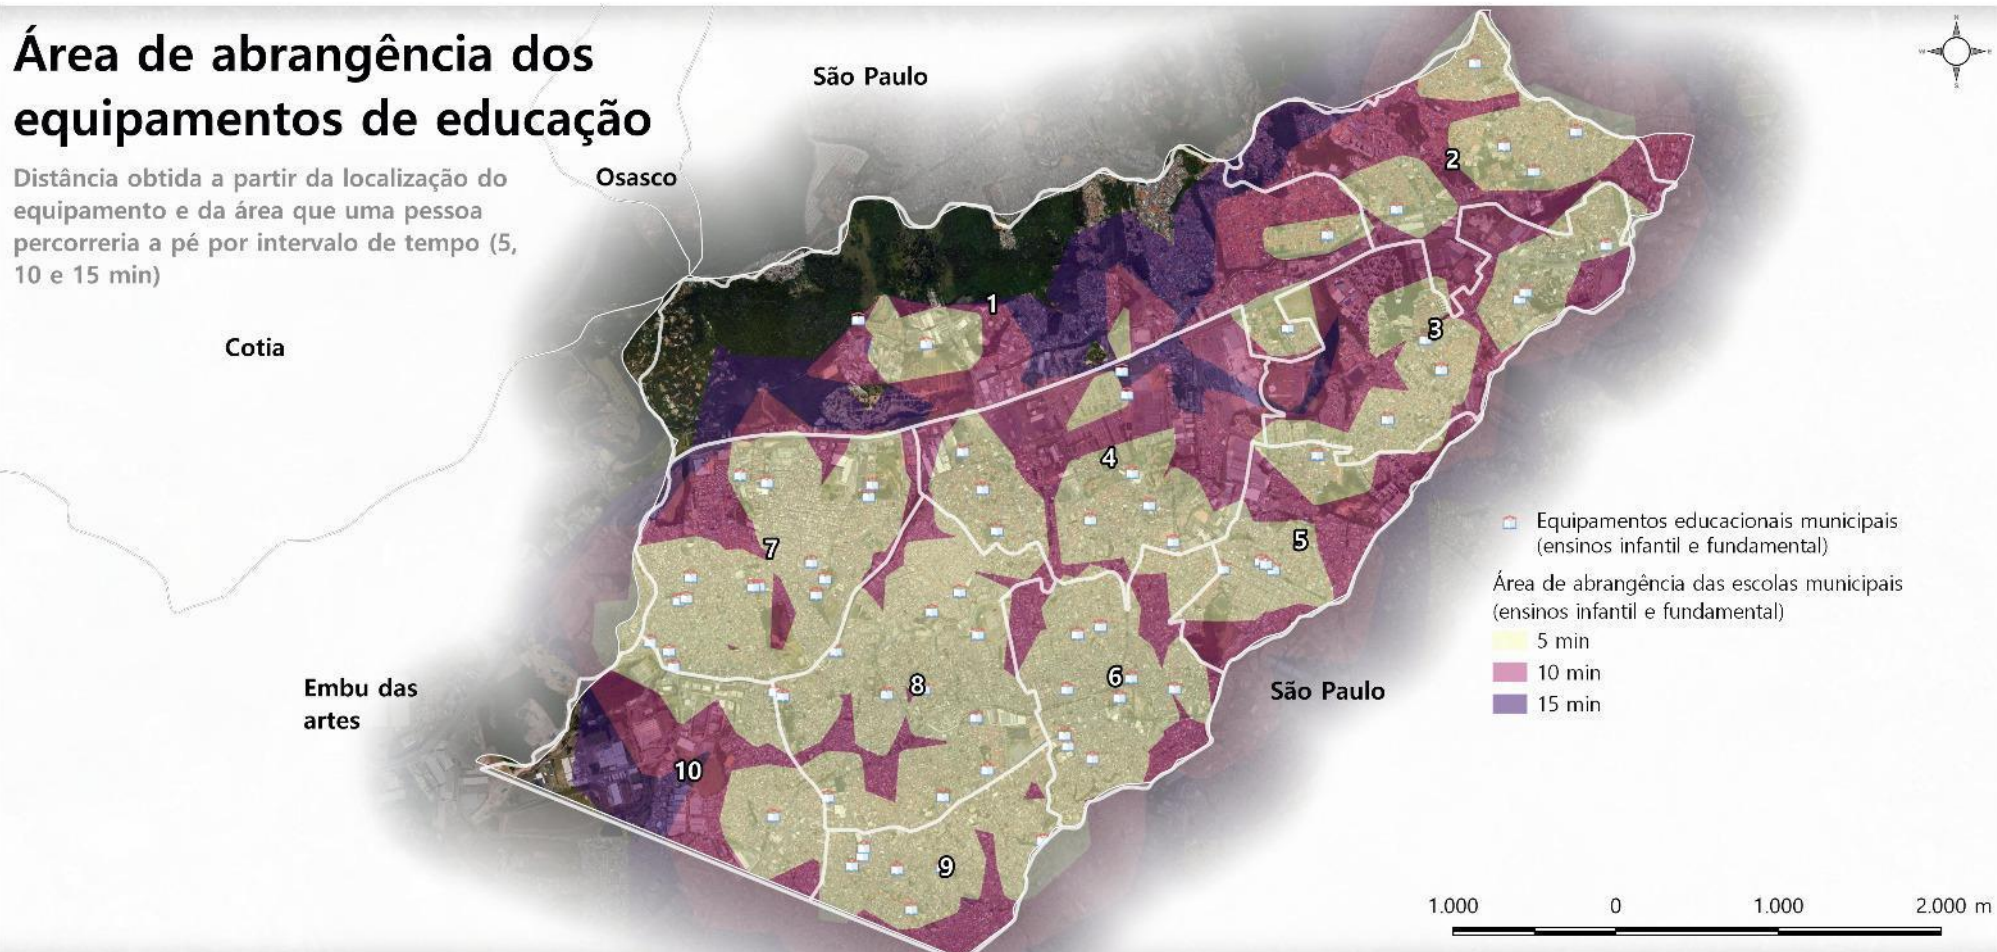 Área de abrangência dos
equipamentos de educação
Distância obtida a partir da localização do
equipamento e da área que uma pessoa
percorreria a pé por intervalo de tempo (5,
10 e 15 min)
São Paulo
Osasco
Cotia
Embu das
artes
São Paulo
1
2
3
4
5
6
7
8
9
10
N
W
E
S
Equipamentos educacionais municipais
(ensinos infantil e fundamental)
Área de abrangência das escolas municipais
(ensinos infantil e fundamental)
5 min
10 min
15 min
1.000 0 1.000 2.000 m